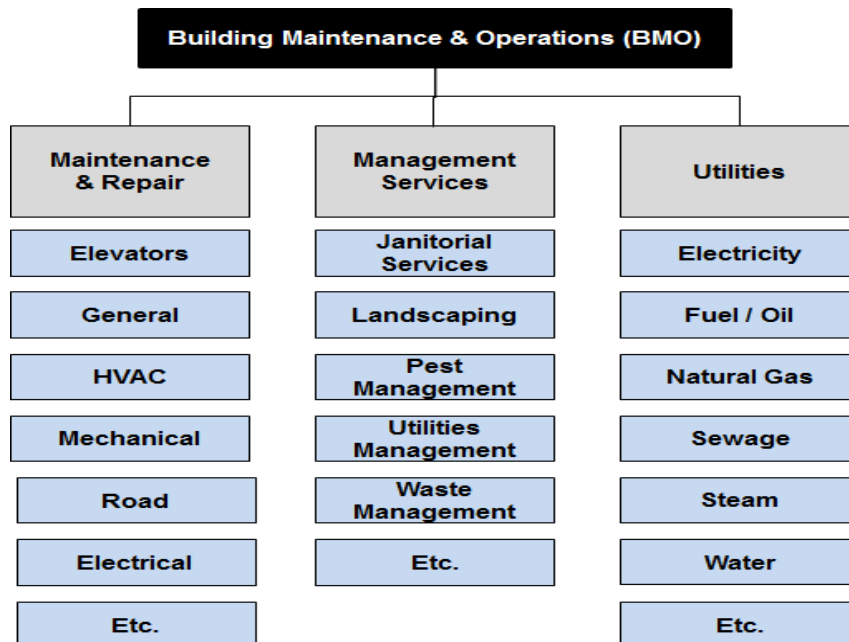 Building Maintenance & Operations (BMO)
Maintenance
& Repair
Elevators
General
HVAC
Mechanical
Road
Electrical
Etc.
Management
Services
Janitorial
Services
Landscaping
Pest
Management
Utilities
Management
Waste
Management
Etc.
Utilities
Electricity
Fuel / Oil
Natural Gas
Sewage
Steam
Water
Etc.